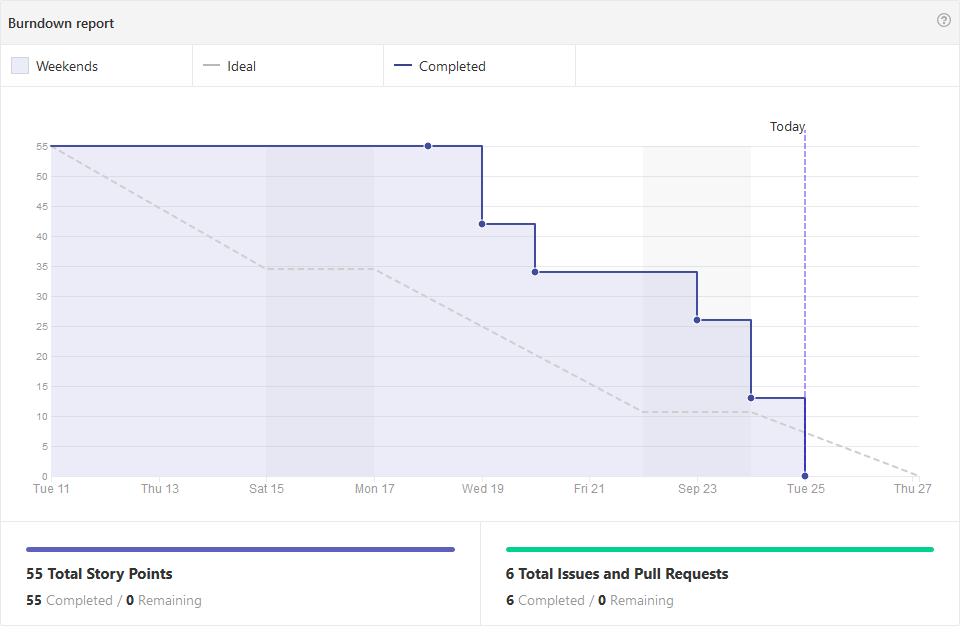 Burndown report
Weekends
Ideal
Completed
Today
55
50
45
40
35
30
25
20
15
10
5
0
Tue 11
Thu 13
Sat 15
Mon 17
Wed 19
Fri 21
Sep 23
Tue 25
Thu 27
55 Total Story Points
55 Completed / 0 Remaining
6 Total Issues and Pull Requests
6 Completed / 0 Remaining